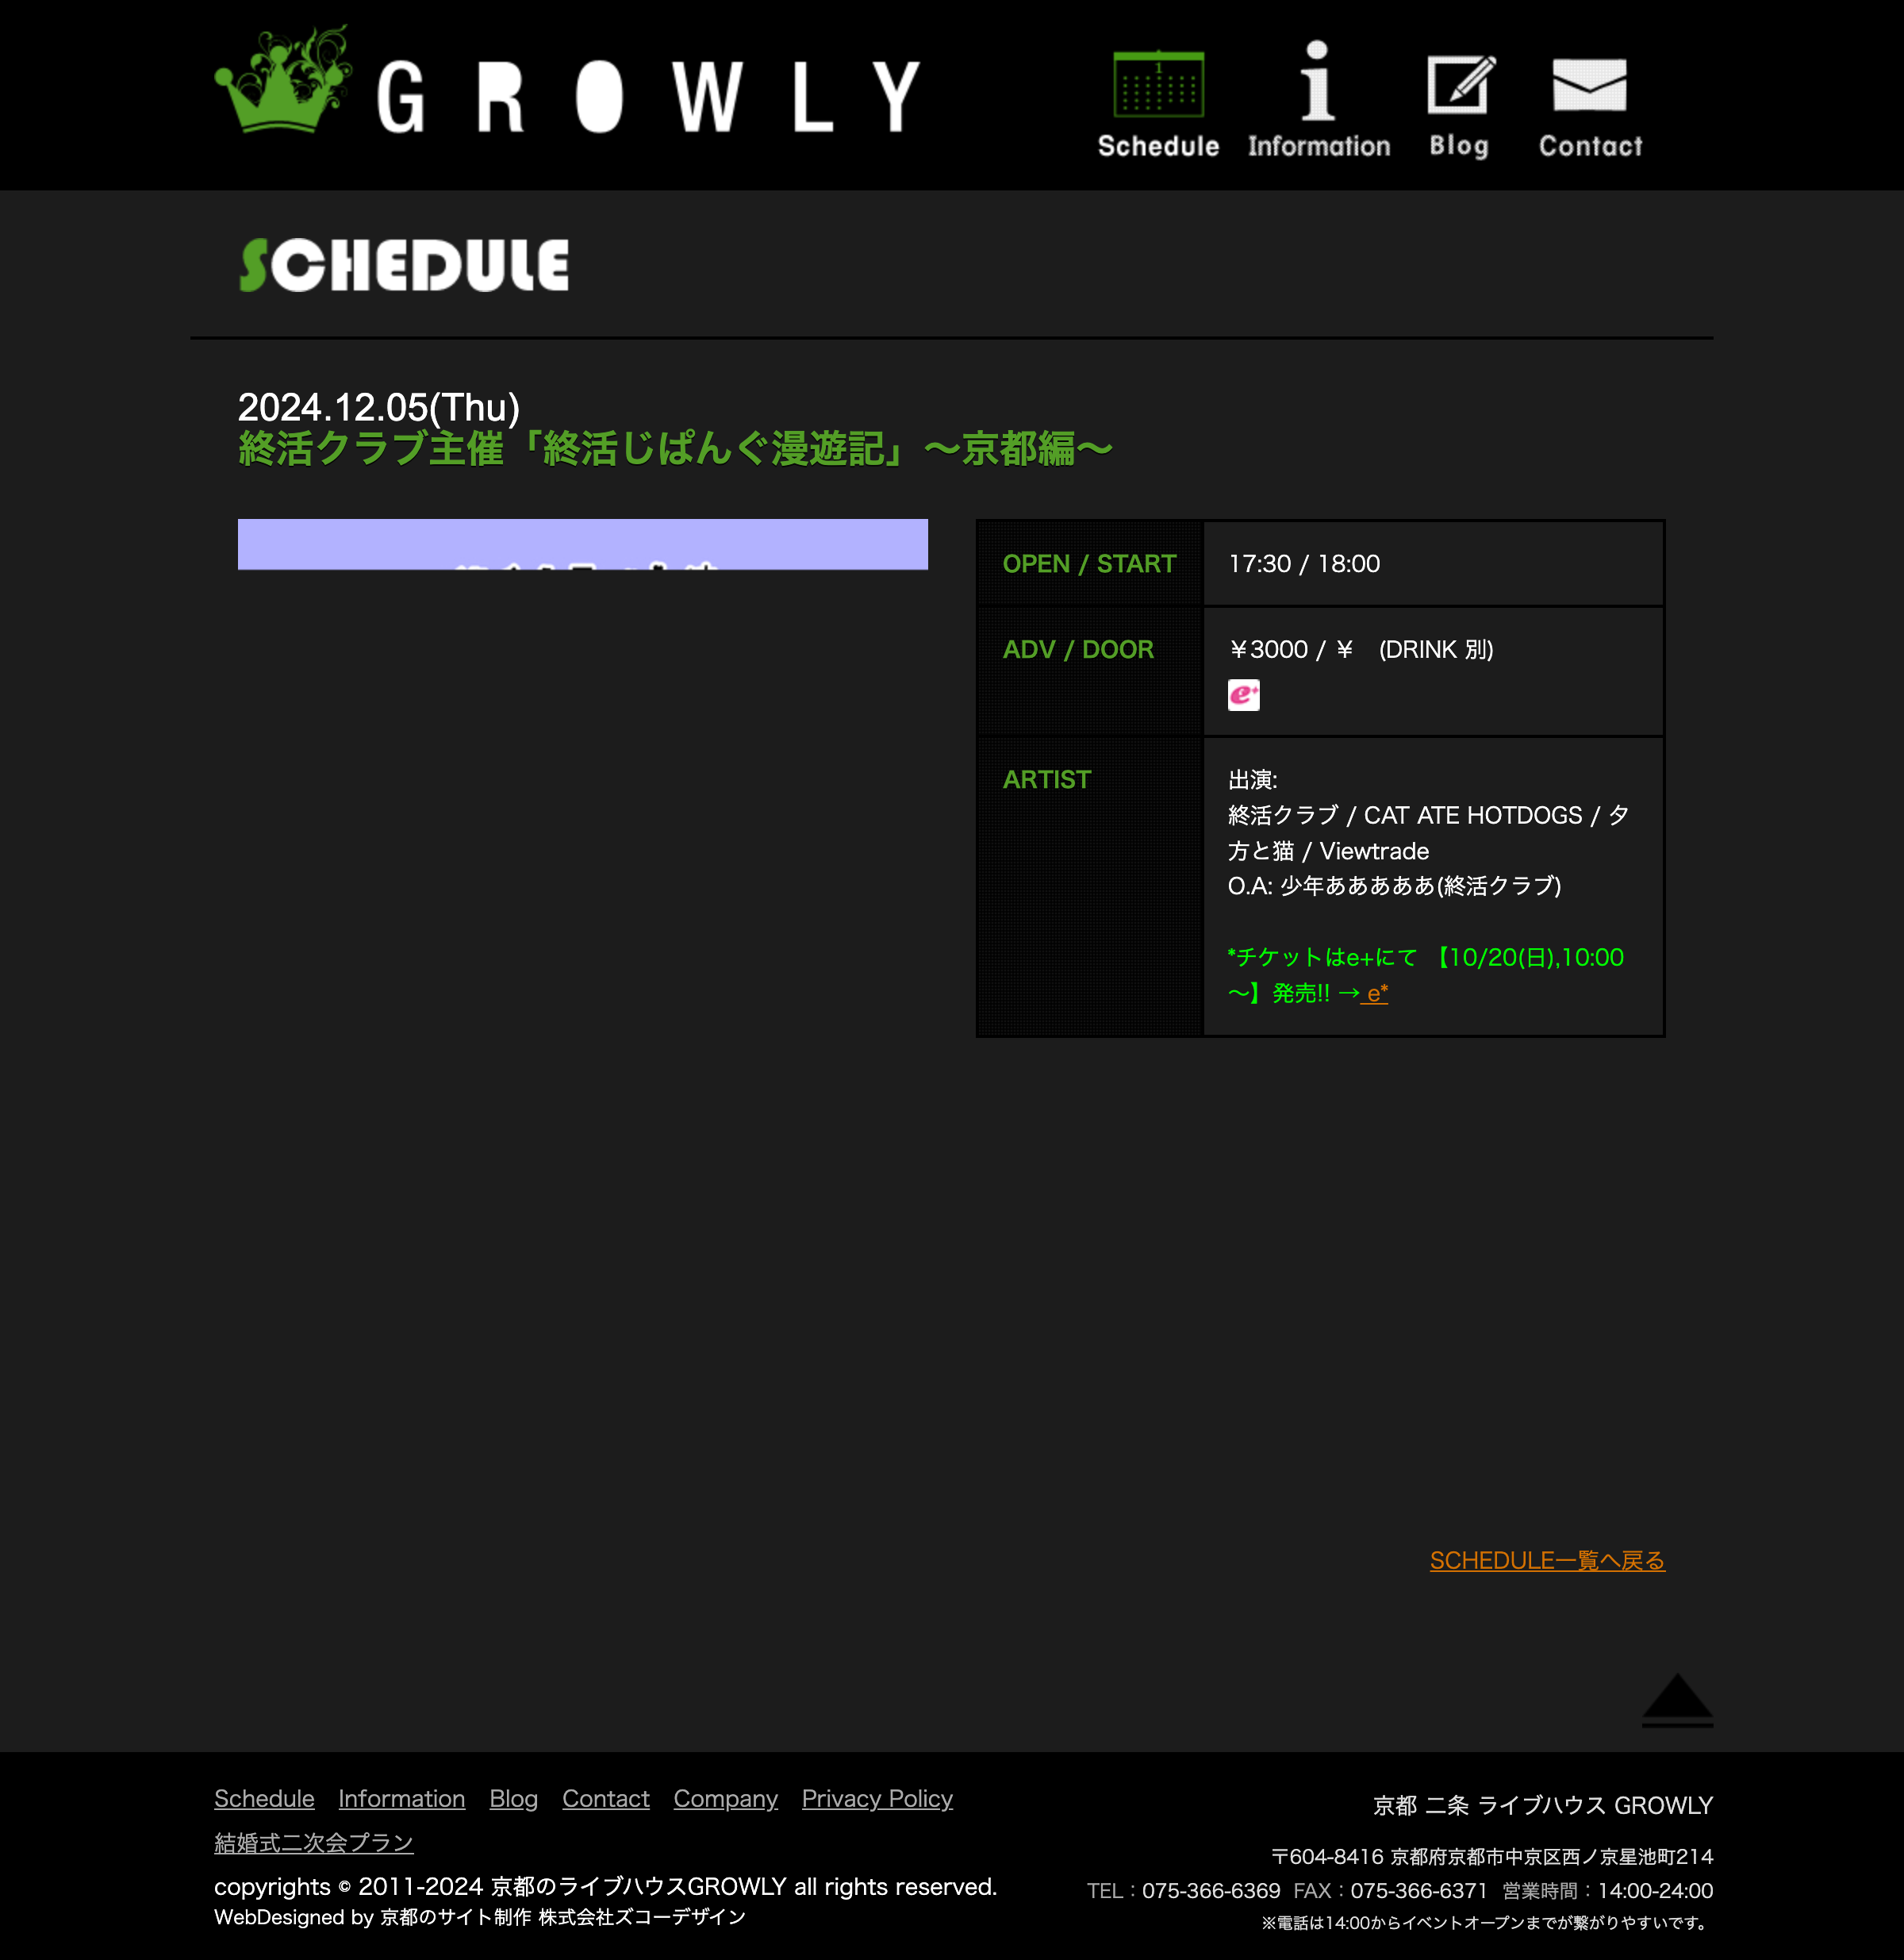 GROWLY
Schedule
Information
Blog
Contact
SCHEDULE
2024.12.05(Thu)
終活クラブ主催「終活じぱんぐ漫遊記」〜京都編〜
OPEN / START
17:30 / 18:00
ADV / DOOR
￥3000 / ￥　(DRINK 別)
e+
ARTIST
出演:
終活クラブ / CAT ATE HOTDOGS / 夕
方と猫 / Viewtrade
O.A: 少年あああああ(終活クラブ)
*チケットはe+にて 【10/20(日),10:00
〜】発売!! → e*
SCHEDULE一覧へ戻る
Schedule Information Blog Contact Company Privacy Policy
結婚式二次会プラン
copyrights © 2011-2024 京都のライブハウスGROWLY all rights reserved.
WebDesigned by 京都のサイト制作 株式会社ズコーデザイン
京都 二条 ライブハウス GROWLY
〒604-8416 京都府京都市中京区西ノ京星池町214
TEL：075-366-6369 FAX：075-366-6371 営業時間：14:00-24:00
※電話は14:00からイベントオープンまでが繋がりやすいです。